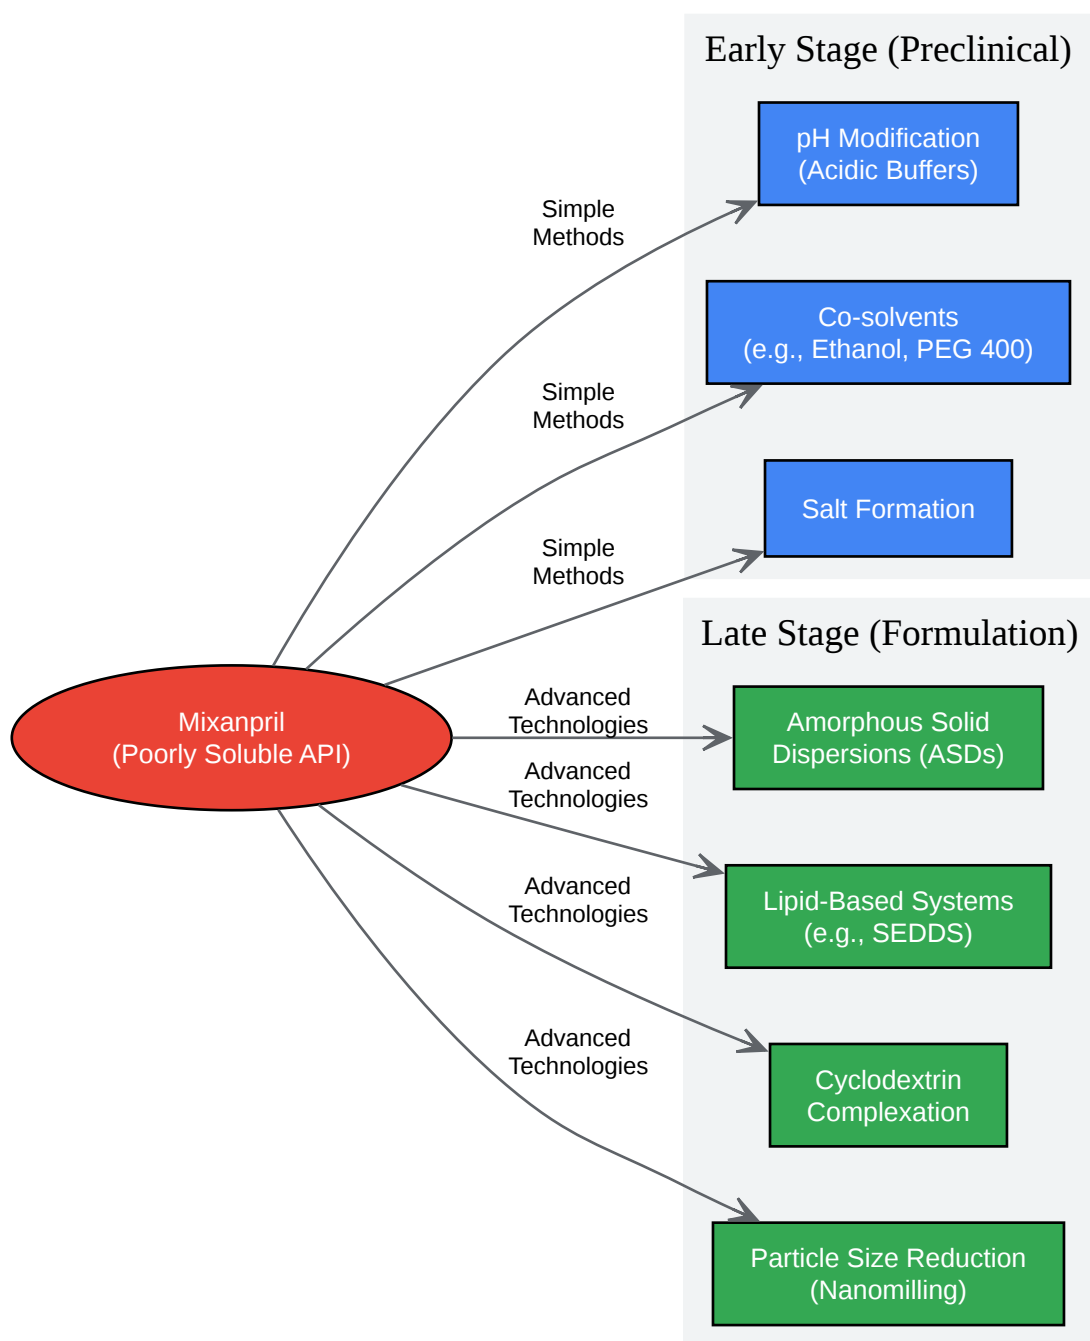 Early Stage (Preclinical)
pH Modification
(Acidic Buffers)
Simple
Methods
Co-solvents
(e.g., Ethanol, PEG 400)
Simple
Methods
Salt Formation
Simple
Methods
Late Stage (Formulation)
Mixanpril
(Poorly Soluble API)
Advanced
Technologies
Amorphous Solid
Dispersions (ASDs)
Advanced
Technologies
Lipid-Based Systems
(e.g., SEDDS)
Advanced
Technologies
Cyclodextrin
Complexation
Advanced
Technologies
Particle Size Reduction
(Nanomilling)